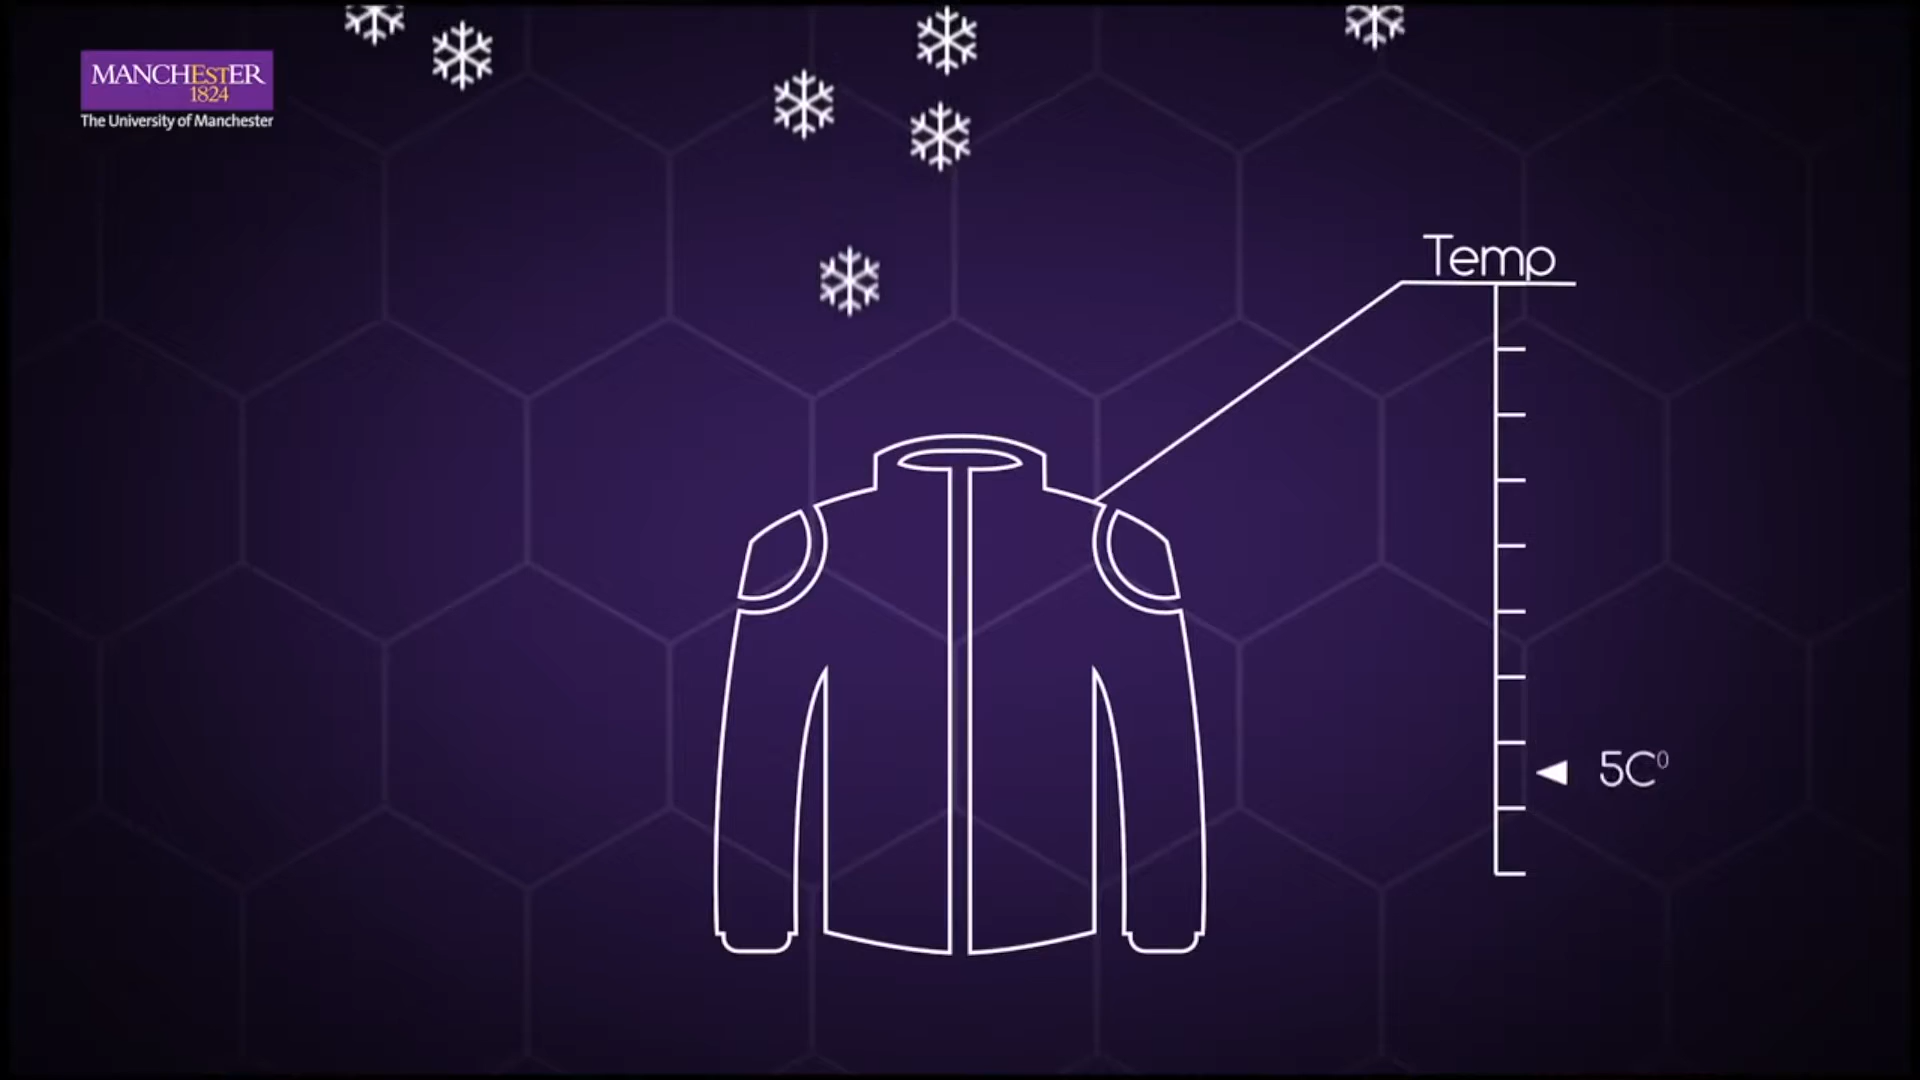 MANCHEstER
1824
The University of Manchester
Temp
5C⁰